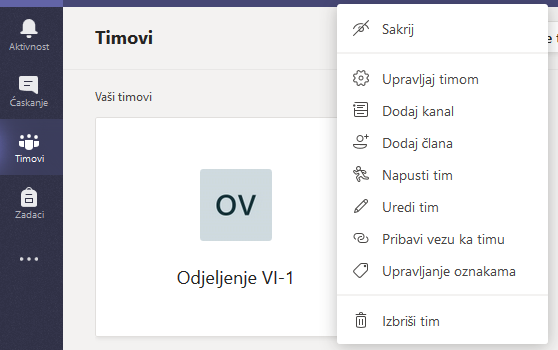 Aktivnost
Ćaskanje
Timovi
Zadaci
Timovi
Vaši timovi
OV
Odjeljenje VI-1
Sakrij
Upravljaj timom
Dodaj kanal
Dodaj člana
Napusti tim
Uredi tim
Pribavi vezu ka timu
Upravljanje oznakama
Izbriši tim